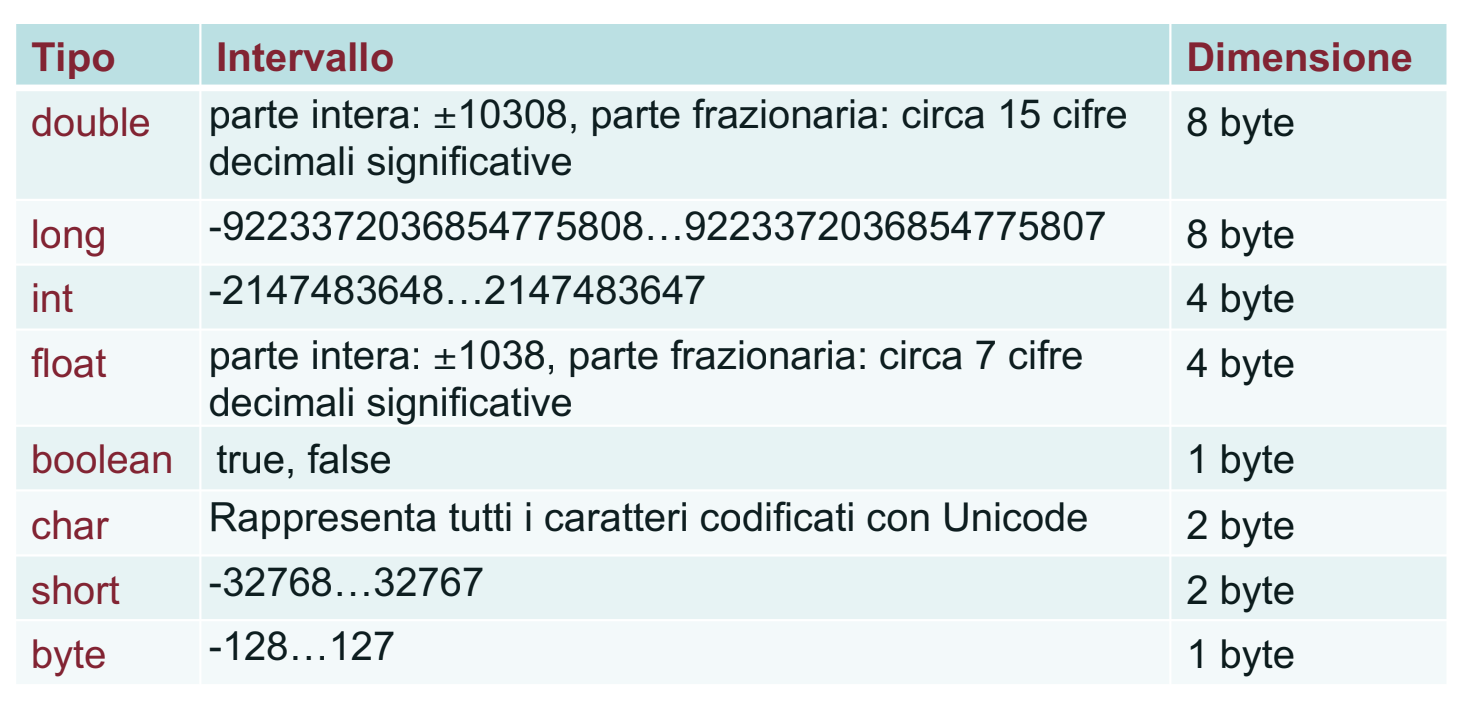 Tipo Intervallo Dimensione
double parte intera: ±10308, parte frazionaria: circa 15 cifre 8 byte
decimali significative
long -9223372036854775808…9223372036854775807 8 byte
int -2147483648…2147483647 4 byte
float parte intera: ±1038, parte frazionaria: circa 7 cifre 4 byte
decimali significative
boolean true, false 1 byte
char Rappresenta tutti i caratteri codificati con Unicode 2 byte
short -32768…32767 2 byte
byte -128…127 1 byte